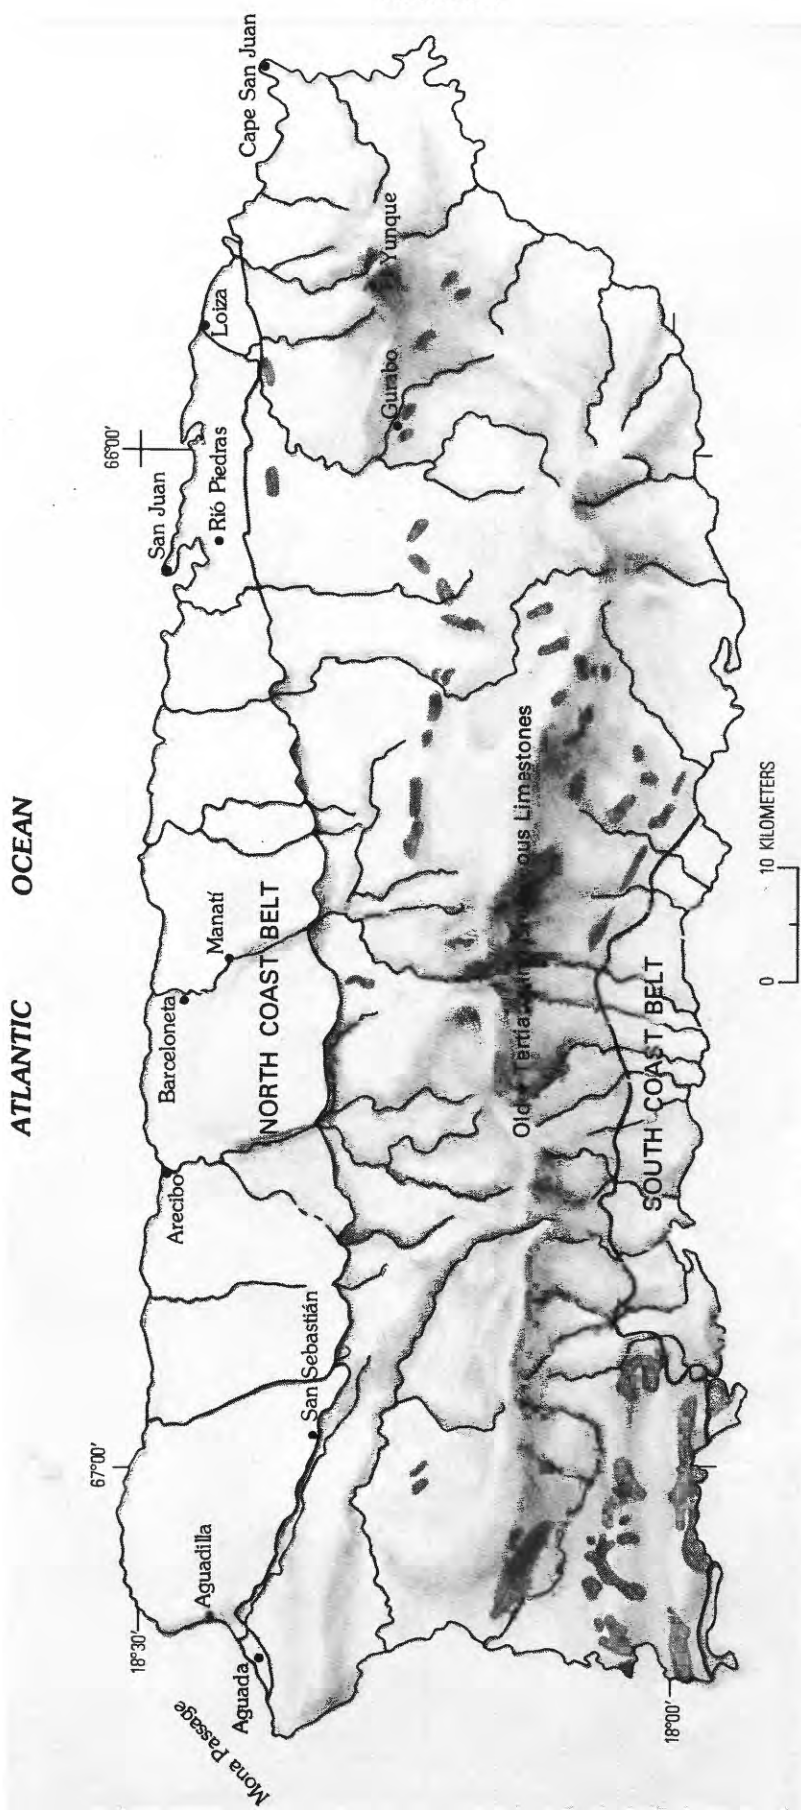 ATLANTIC OCEAN
Mona Passage
18°30'
67°00'
66°00'
Aguadilla
Aguada
San Sebastián
Arecibo
Barceloneta
Manatí
San Juan
Rió Piedras
Loiza
Cape San Juan
NORTH COAST BELT
Gurabo
Yunque
Limestones
SOUTH COAST BELT
18°00'
0 10 KILOMETERS